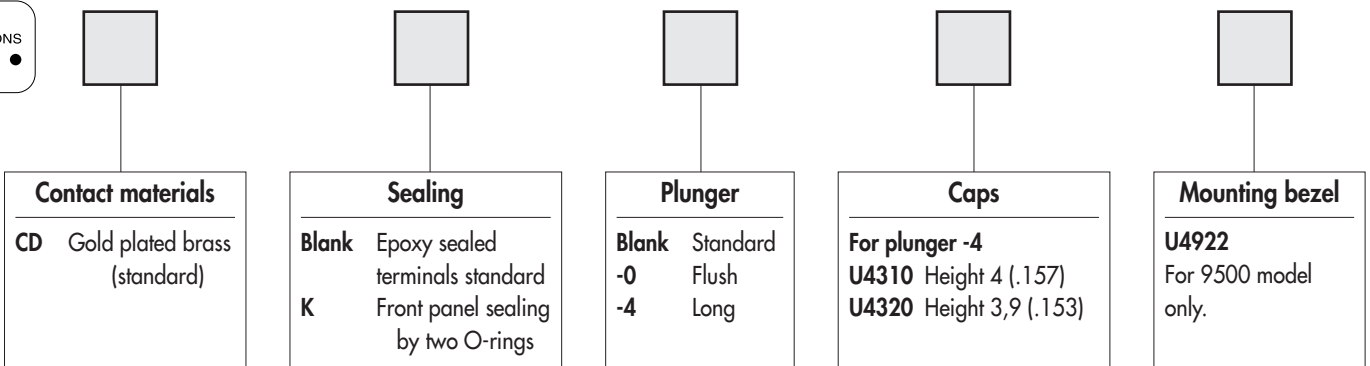 Contact materials
CD Gold plated brass
(standard)
Sealing
Blank Epoxy sealed
terminals standard
K Front panel sealing
by two O-rings
Plunger
Blank Standard
-0 Flush
-4 Long
Caps
For plunger -4
U4310 Height 4 (.157)
U4320 Height 3,9 (.153)
Mounting bezel
U4922
For 9500 model
only.